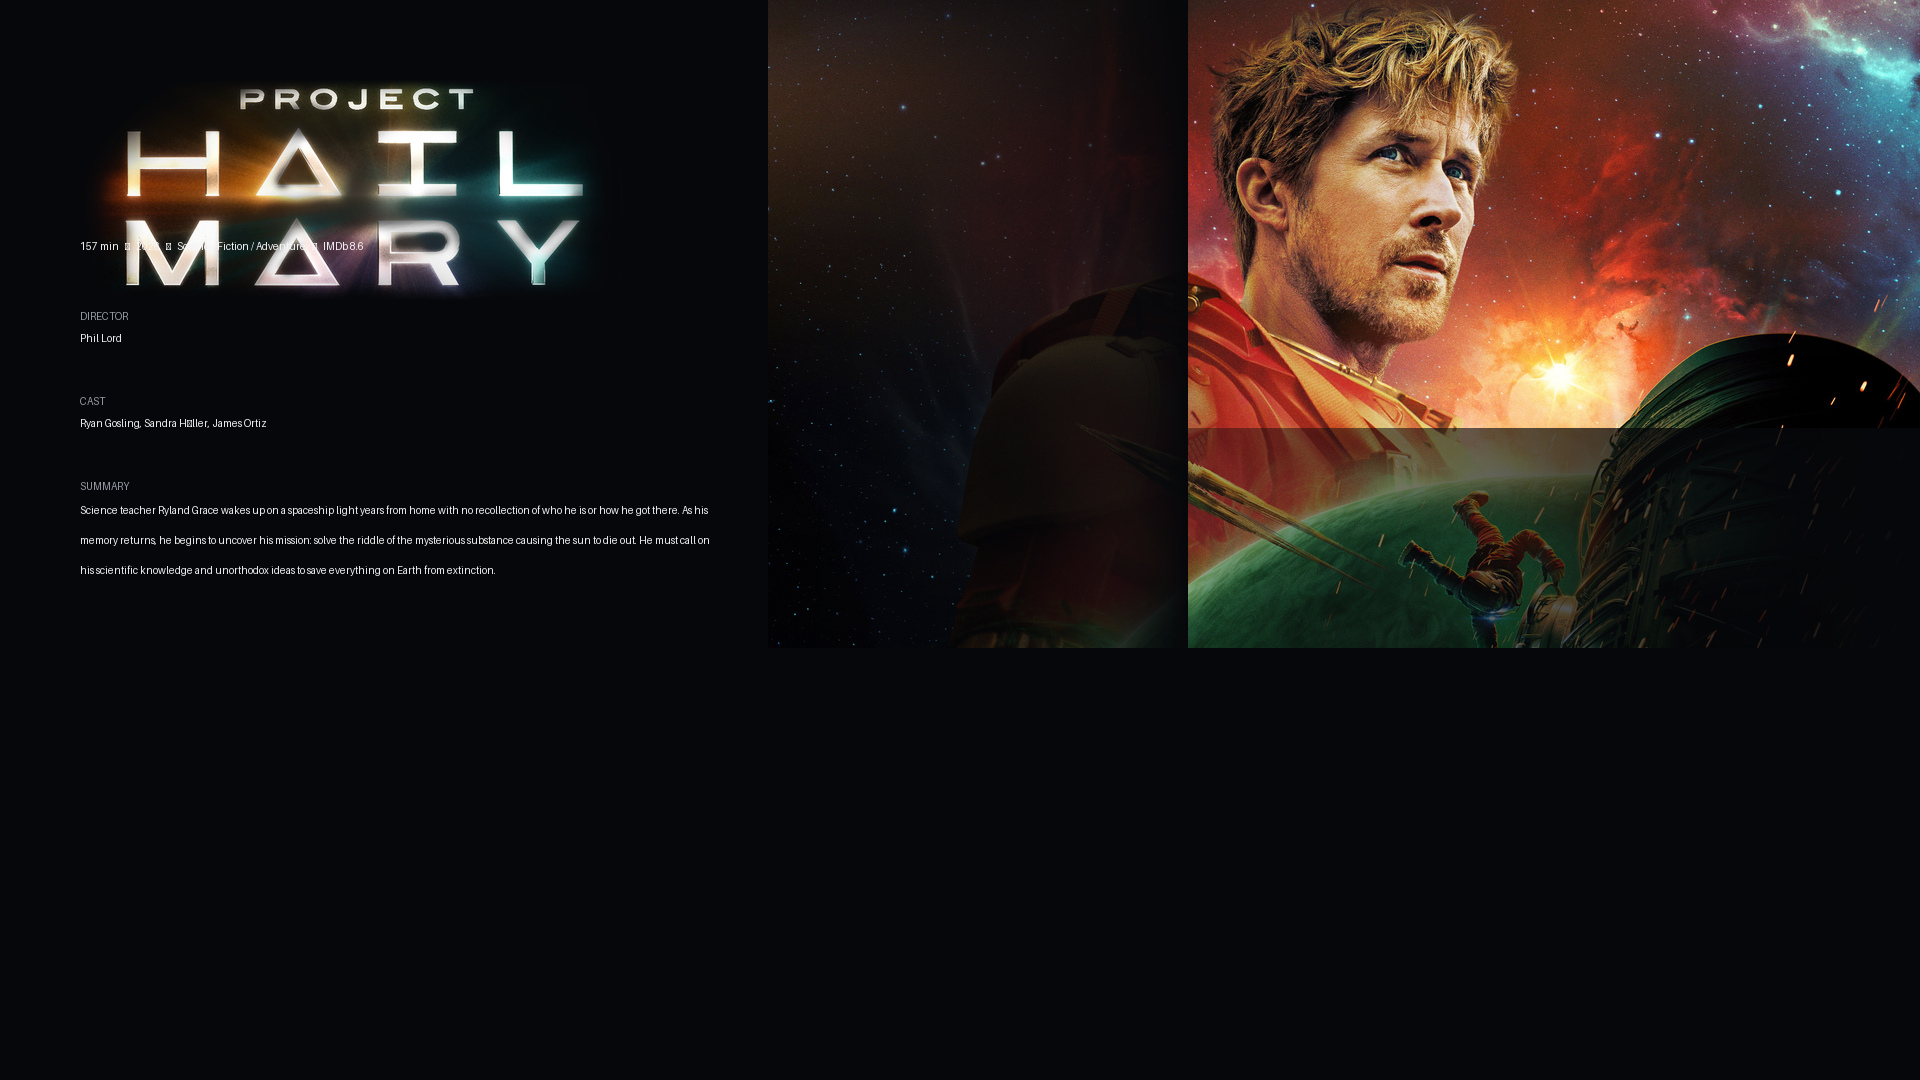 PROJECT
HAIL
MARY
157 min Fiction / Adventure IMDb 8.6
DIRECTOR
Phil Lord
CAST
Ryan Gosling, Sandra H▯ller, James Ortiz
SUMMARY
Science teacher Ryland Grace wakes up on a spaceship light years from home with no recollection of who he is or how he got there. As his
memory returns, he begins to uncover his mission: solve the riddle of the mysterious substance causing the sun to die out. He must call on
his scientific knowledge and unorthodox ideas to save everything on Earth from extinction.